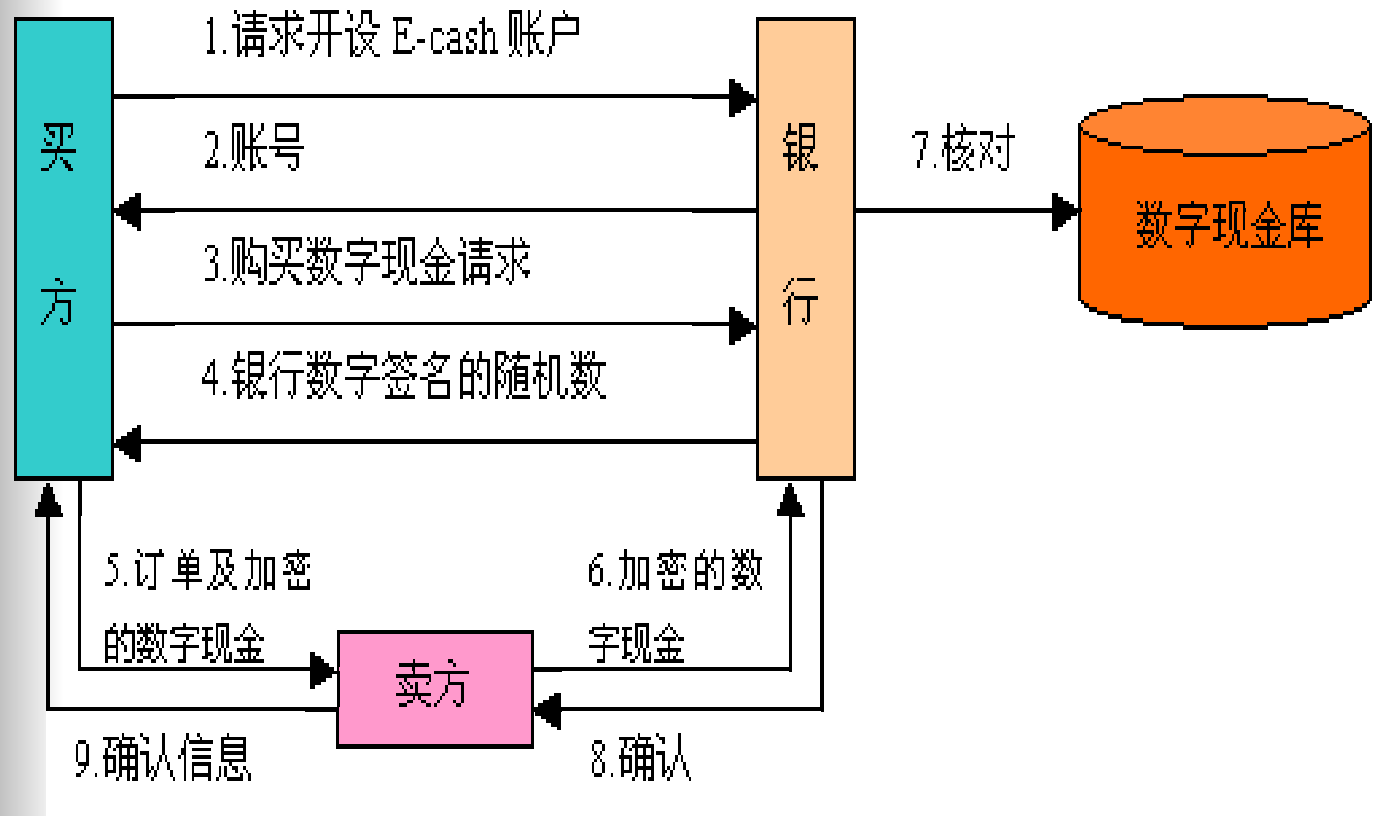 1.请求开设 E-cash 账户
买方
2.账号
银行
7.核对
数字现金库
3.购买数字现金请求
4.银行数字签名的随机数
5.订单及加密
的数字现金
6.加密的数
字现金
卖方
9.确认信息
8.确认